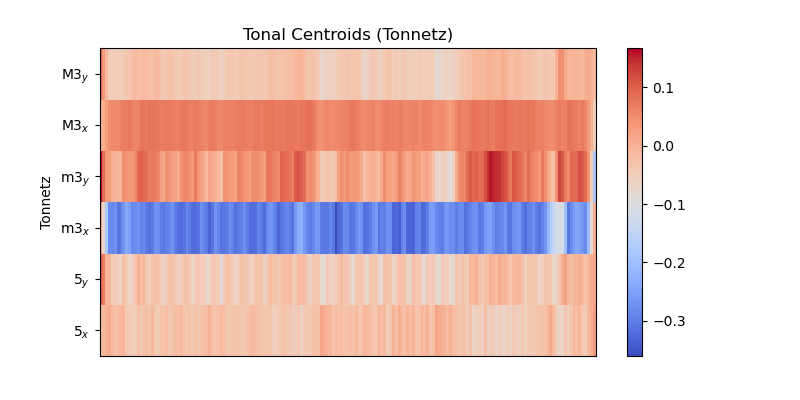 Tonal Centroids (Tonnetz)
Tonnetz
M3y
M3x
m3y
m3x
5y
5x
0.1
0.0
−0.1
−0.2
−0.3